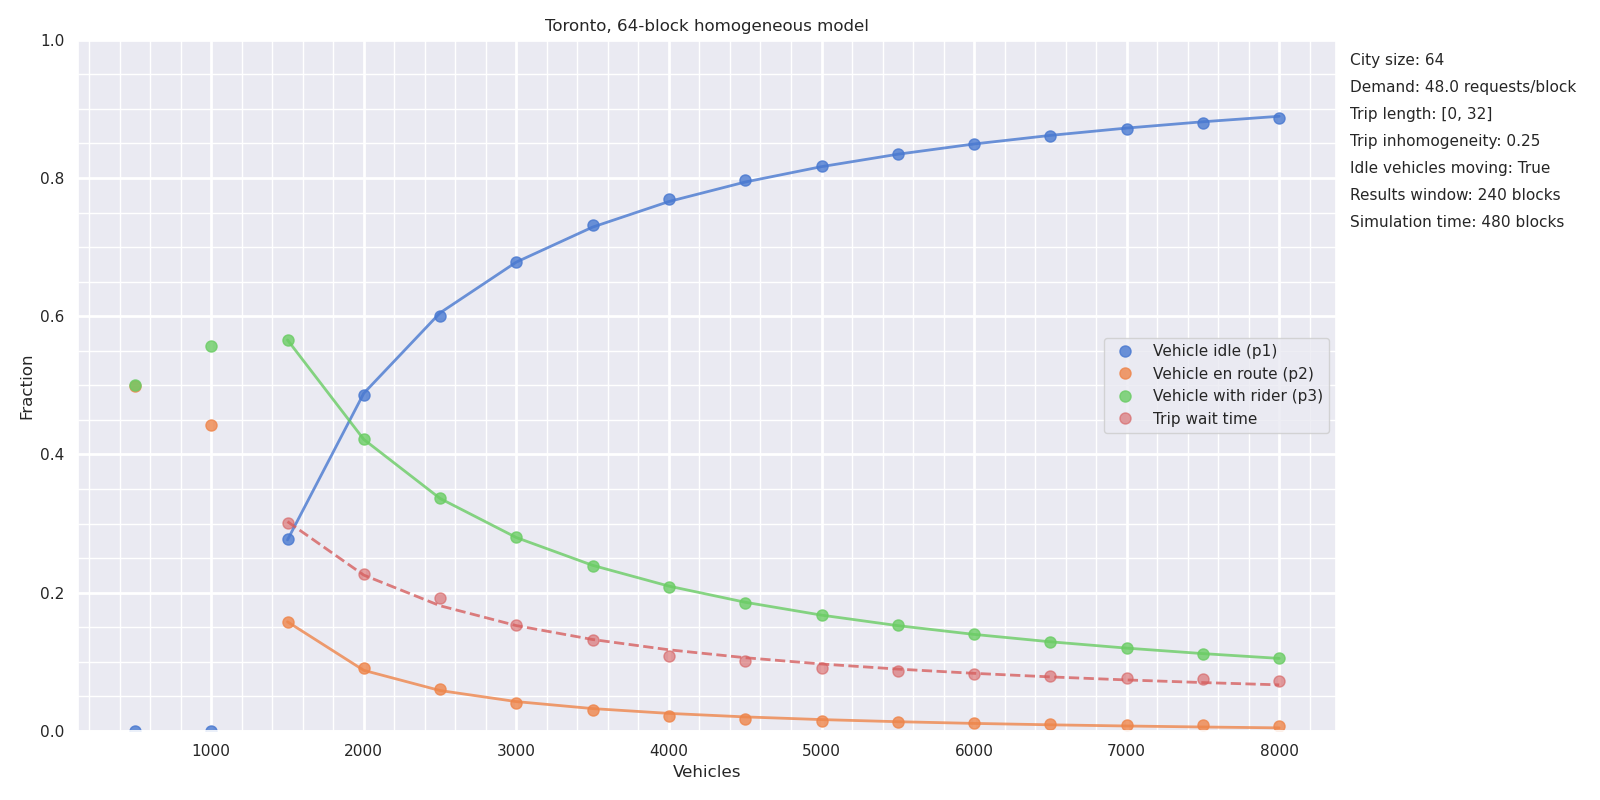 Toronto, 64-block homogeneous model
1.0
0.8
0.6
0.4
0.2
0.0
Fraction
1000 2000 3000 4000 5000 6000 7000 8000
Vehicles
Vehicle idle (p1)
Vehicle en route (p2)
Vehicle with rider (p3)
Trip wait time
City size: 64
Demand: 48.0 requests/block
Trip length: [0, 32]
Trip inhomogeneity: 0.25
Idle vehicles moving: True
Results window: 240 blocks
Simulation time: 480 blocks